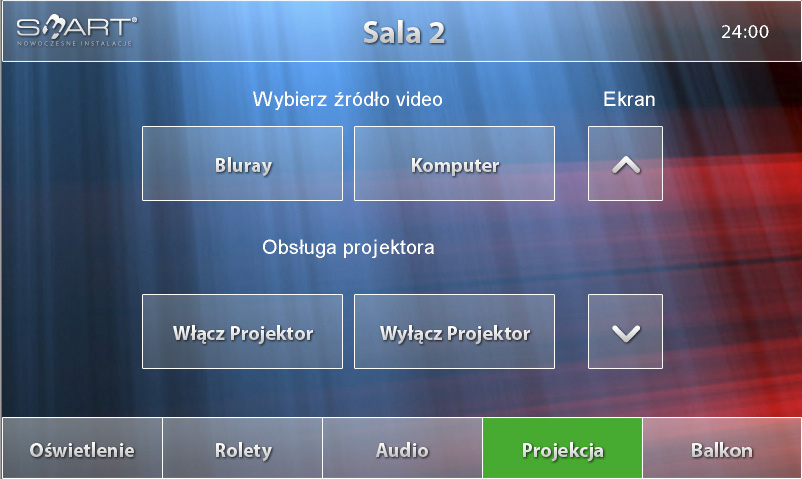 SMART®
NOWOCZESNE INSTALACJE
Sala 2
24:00
Wybierz źródło video
Ekran
Bluray
Komputer
Obsługa projektora
Włącz Projektor
Wyłącz Projektor
Oświetlenie
Rolety
Audio
Projekcja
Balkon